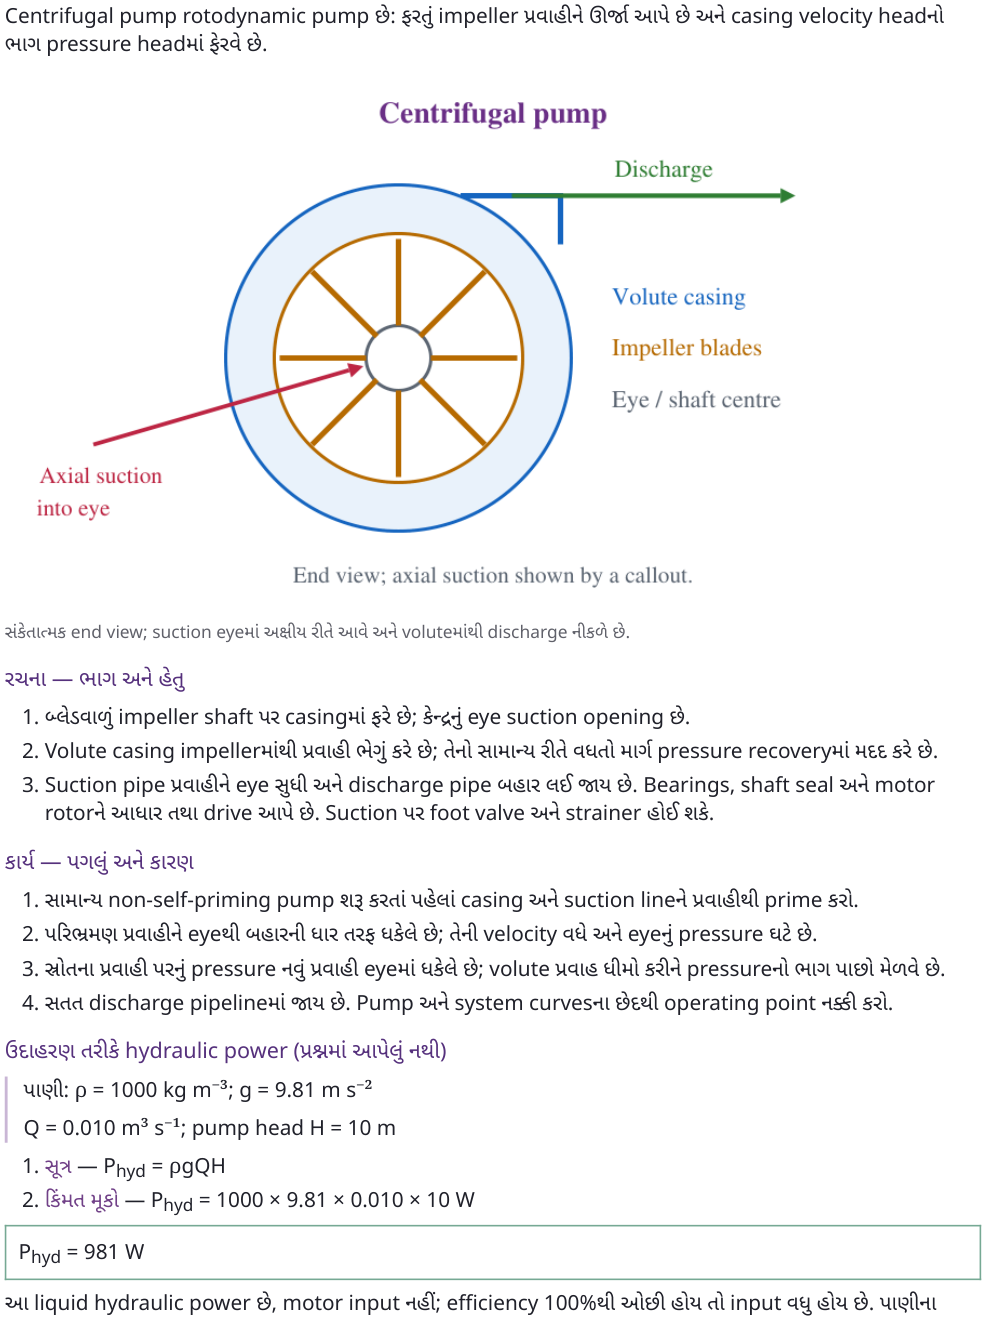 Centrifugal pump rotodynamic pump છે: ફરતું impeller પ્રવાહીને ઊર્જા આપે છે અને casing velocity headનો
ભાગ pressure headમાં ફેરવે છે.
Centrifugal pump
Discharge
Volute casing
Impeller blades
Eye / shaft centre
Axial suction
into eye
End view; axial suction shown by a callout.
સંકેતાત્મક end view; suction eyeમાં અક્ષીય રીતે આવે અને voluteમાંથી discharge નીકળે છે.
રચના — ભાગ અને હેતુ
1. બ્લેડવાળું impeller shaft પર casingમાં ફરે છે; કેન્દ્રનું eye suction opening છે.
2. Volute casing impellerમાંથી પ્રવાહી ભેગું કરે છે; તેનો સામાન્ય રીતે વધતો માર્ગ pressure recoveryમાં મદદ કરે છે.
3. Suction pipe પ્રવાહીને eye સુધી અને discharge pipe બહાર લઈ જાય છે. Bearings, shaft seal અને motor
rotorને આધાર તથા drive આપે છે. Suction પર foot valve અને strainer હોઈ શકે.
કાર્ય — પગલું અને કારણ
1. સામાન્ય non-self-priming pump શરૂ કરતાં પહેલાં casing અને suction lineને પ્રવાહીથી prime કરો.
2. પરિભ્રમણ પ્રવાહીને eyeથી બહારની ધાર તરફ ધકેલે છે; તેની velocity વધે અને eyeનું pressure ઘટે છે.
3. સ્રોતના પ્રવાહી પરનું pressure નવું પ્રવાહી eyeમાં ધકેલે છે; volute પ્રવાહ ધીમો કરીને pressureનો ભાગ પાછો મેળવે છે.
4. સતત discharge pipelineમાં જાય છે. Pump અને system curvesના છેદથી operating point નક્કી કરો.
ઉદાહરણ તરીકે hydraulic power (પ્રશ્નમાં આપેલું નથી)
પાણી: ρ = 1000 kg m⁻³; g = 9.81 m s⁻²
Q = 0.010 m³ s⁻¹; pump head H = 10 m
1. સૂત્ર — P_hyd = ρgQH
2. કિંમત મૂકો — P_hyd = 1000 × 9.81 × 0.010 × 10 W
P_hyd = 981 W
આ liquid hydraulic power છે, motor input નહીં; efficiency 100%થી ઓછી હોય તો input વધુ હોય છે. પાણીના